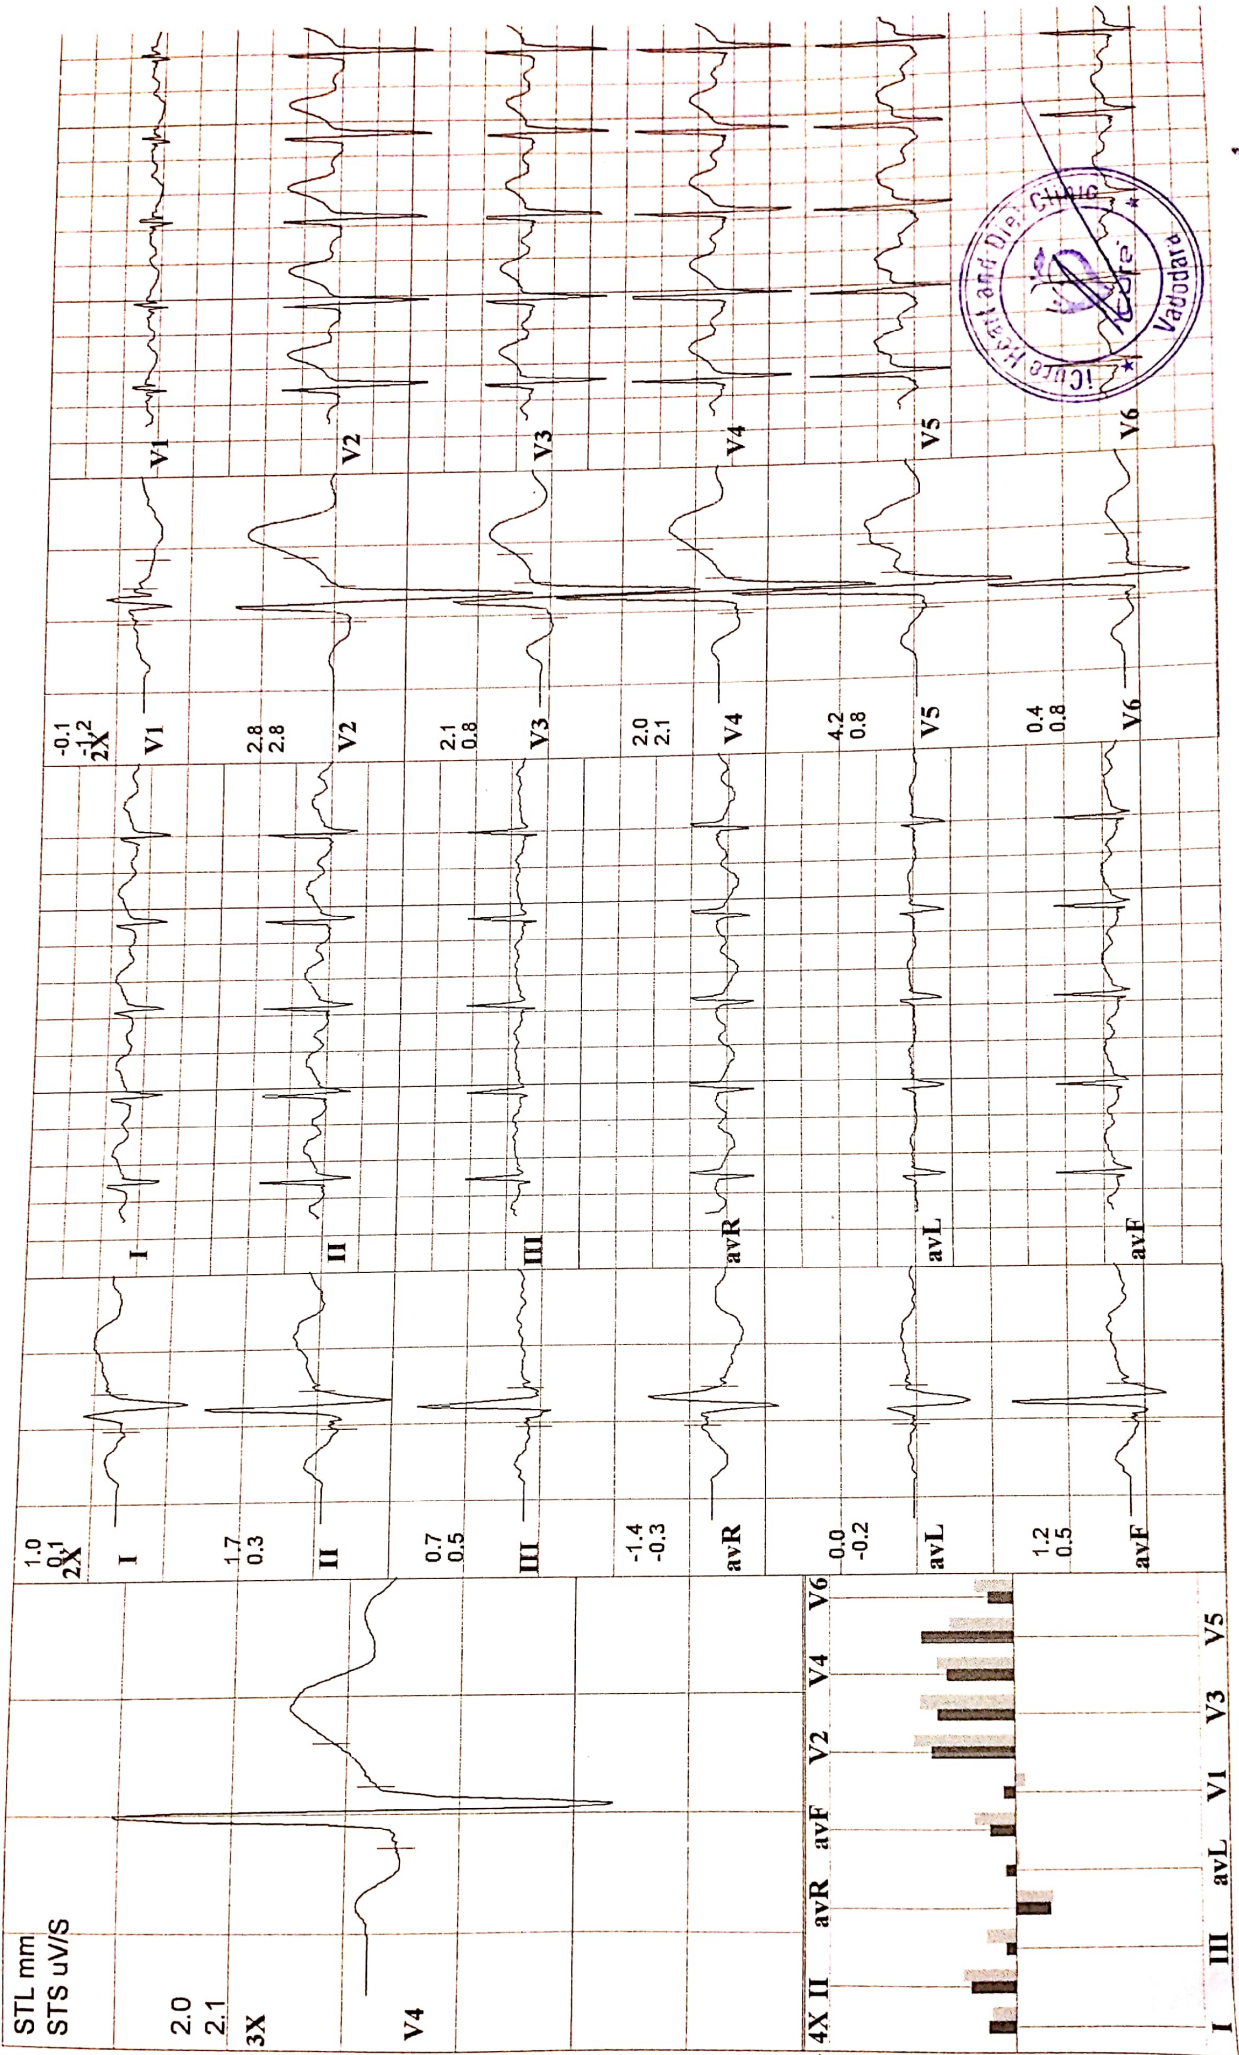 STL mm
STS uV/S
2.0
2.1
3X
V4
4X II avR avF V2 V4 V6
I III avL V1 V3 V5
1.0
0.1
2X
I
1.7
0.3
II
0.7
0.5
III
-1.4
-0.3
avR
0.0
-0.2
avL
1.2
0.5
avF
I
II
III
avR
avL
avF
-0.1
-1.2
2X
V1
2.8
2.8
V2
2.1
0.8
V3
2.0
2.1
V4
4.2
0.8
V5
0.4
0.8
V6
V1
V2
V3
V4
V5
V6
iCure Heart and Diet Clinic
Vadodara